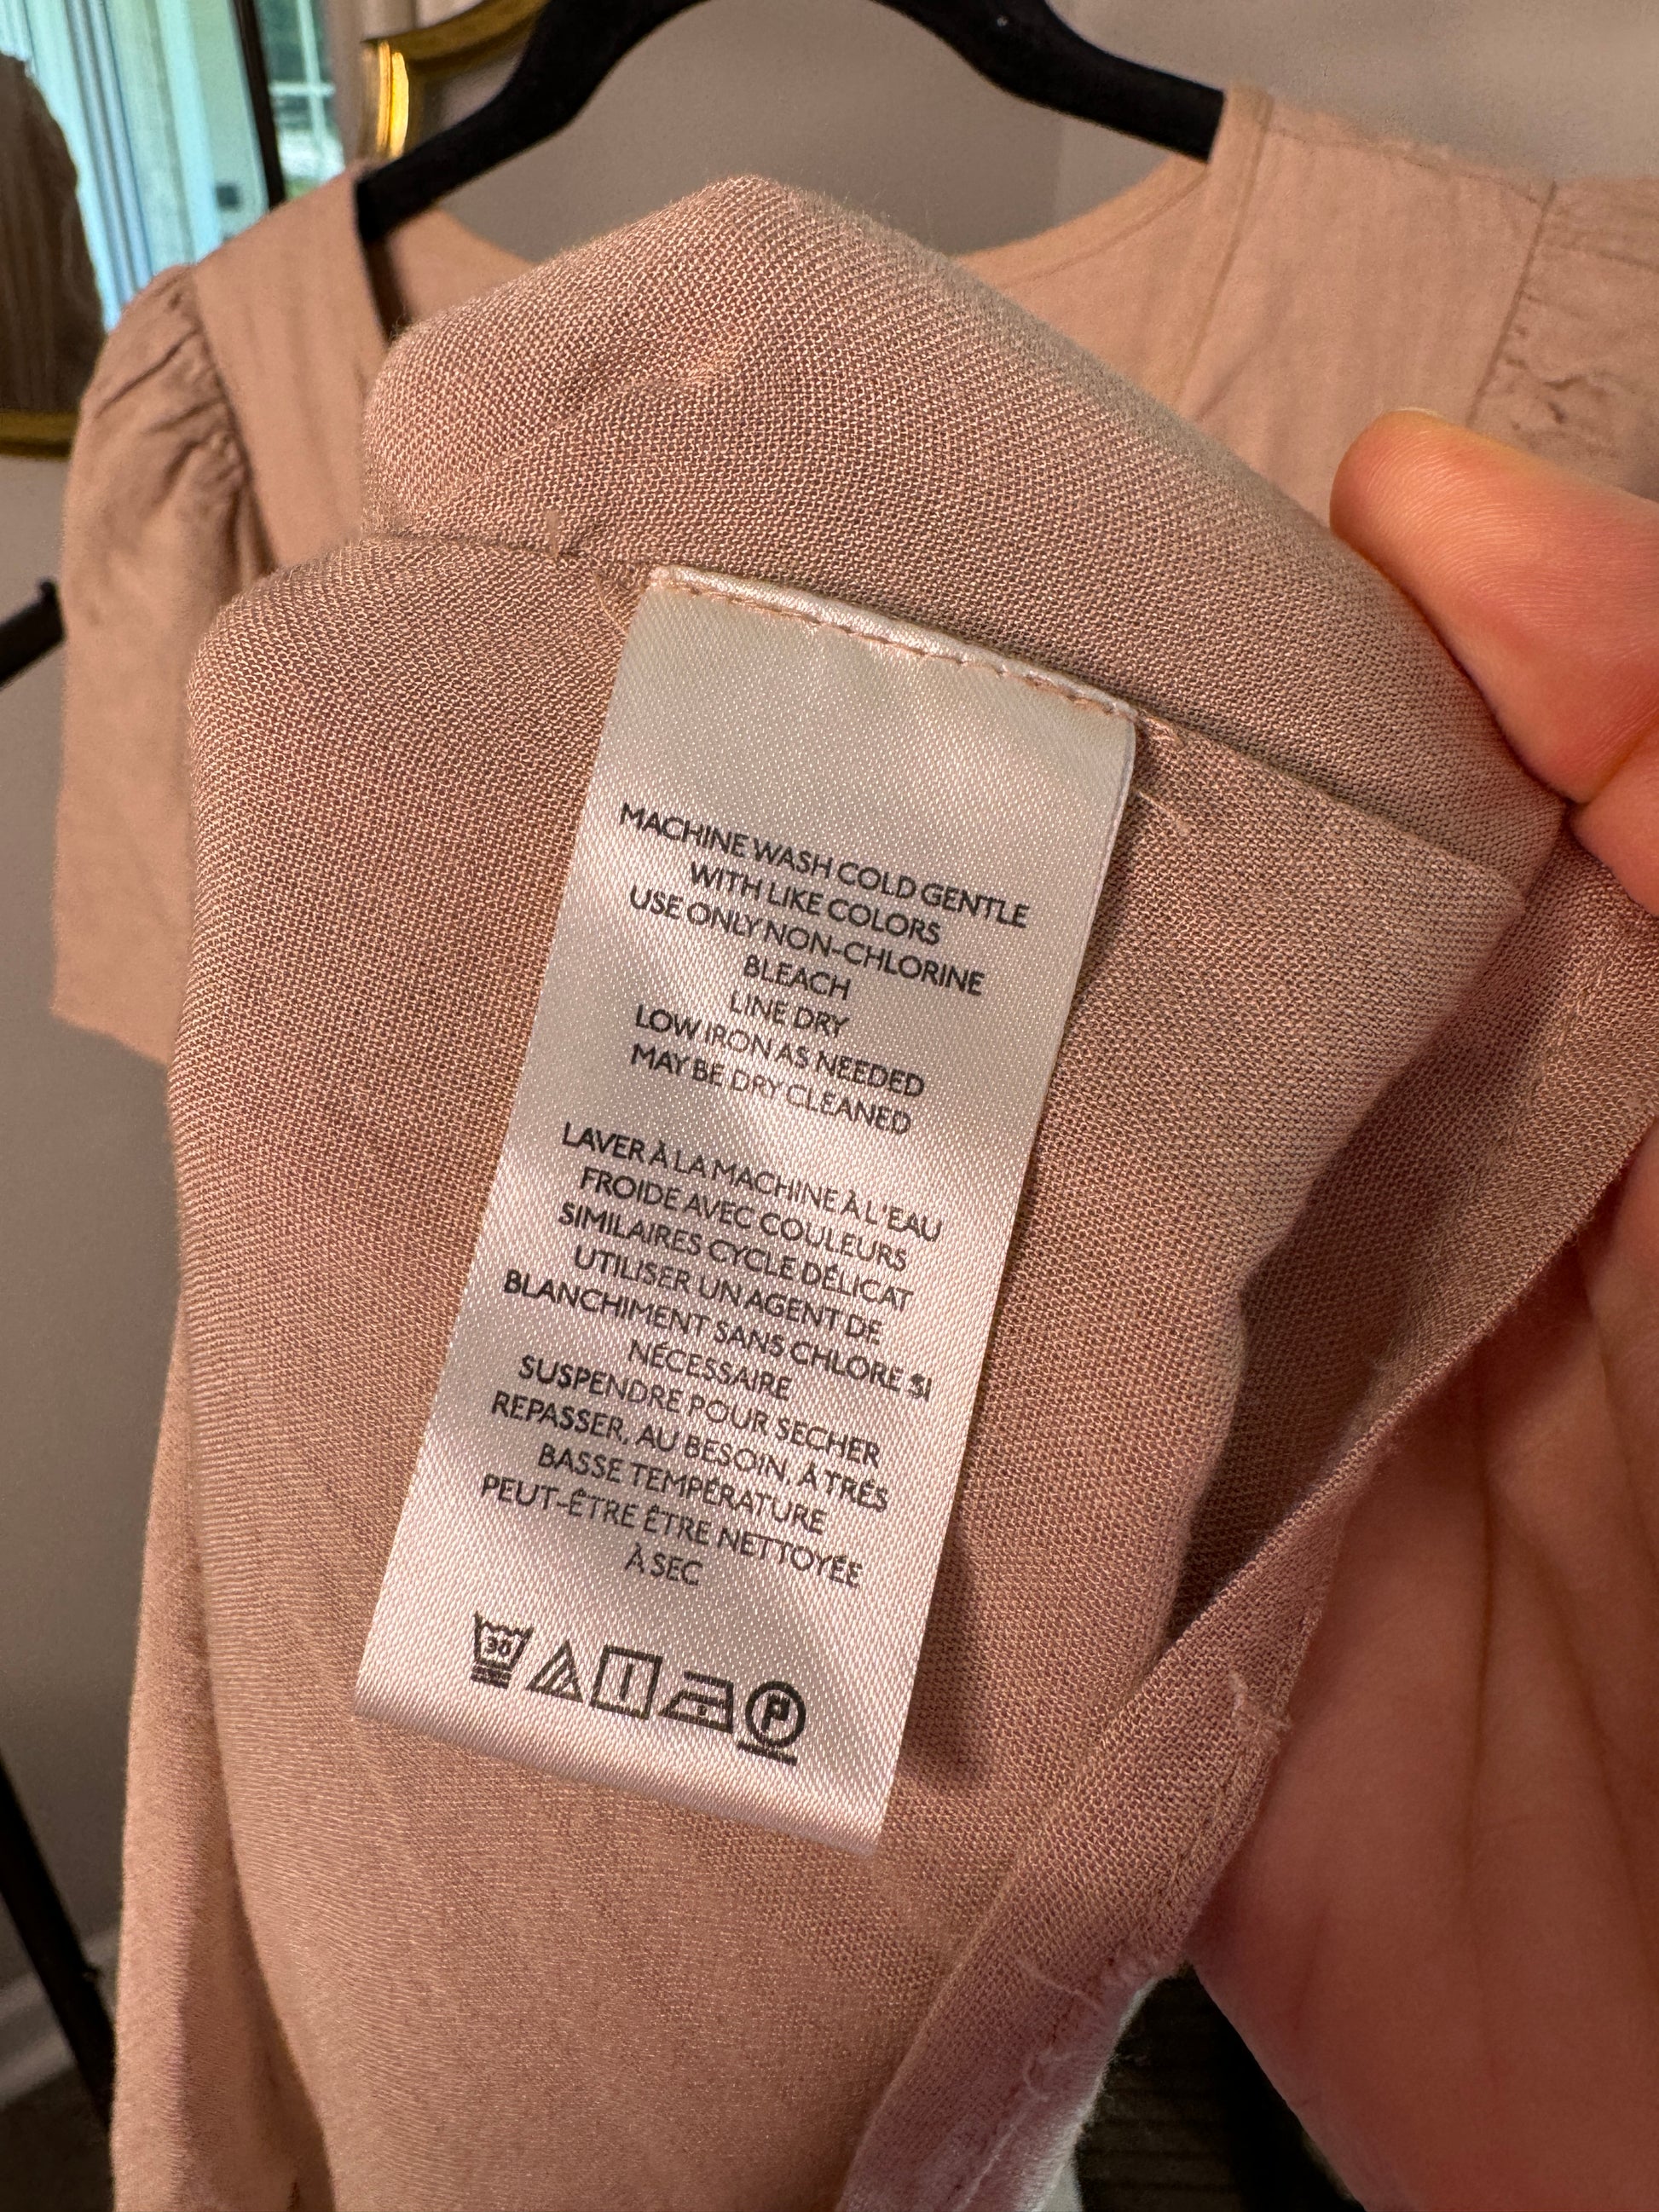 MACHINE WASH COLD GENTLE
WITH LIKE COLORS
USE ONLY NON-CHLORINE
BLEACH
LINE DRY
LOW IRON AS NEEDED
MAY BE DRY CLEANED
LAVER À LA MACHINE À L'EAU
FROIDE AVEC COULEURS
SIMILAIRES CYCLE DÉLICAT
UTILISER UN AGENT DE
BLANCHIMENT SANS CHLORE SI
NÉCESSAIRE
SUSPENDRE POUR SECHER
REPASSER, AU BESOIN, À TRÉS
BASSE TEMPÉRATURE
PEUT-ÊTRE ÊTRE NETTOYÉE
À SEC
30 P